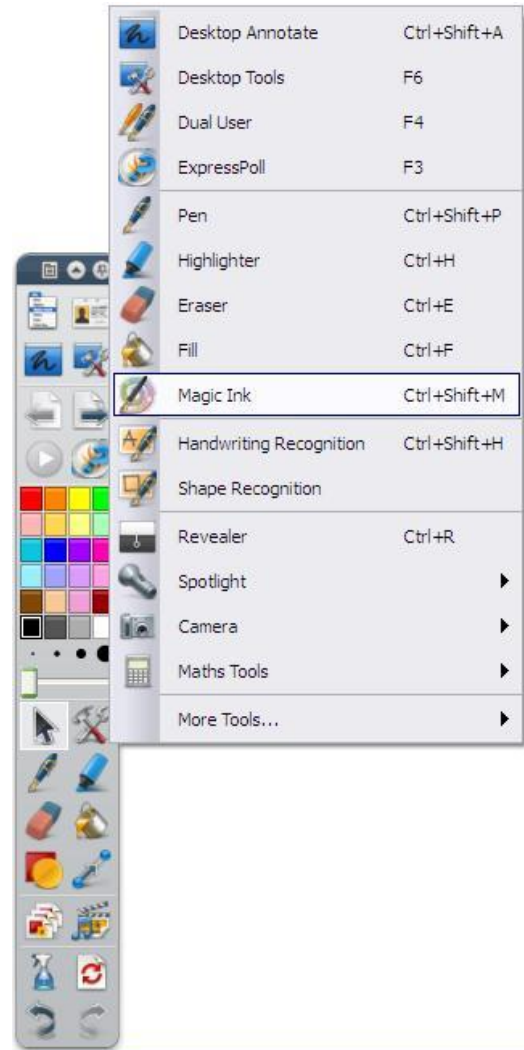 Desktop Annotate Ctrl+Shift+A
Desktop Tools F6
Dual User F4
ExpressPoll F3
Pen Ctrl+Shift+P
Highlighter Ctrl+H
Eraser Ctrl+E
Fill Ctrl+F
Magic Ink Ctrl+Shift+M
Handwriting Recognition Ctrl+Shift+H
Shape Recognition
Revealer Ctrl+R
Spotlight
Camera
Maths Tools
More Tools...